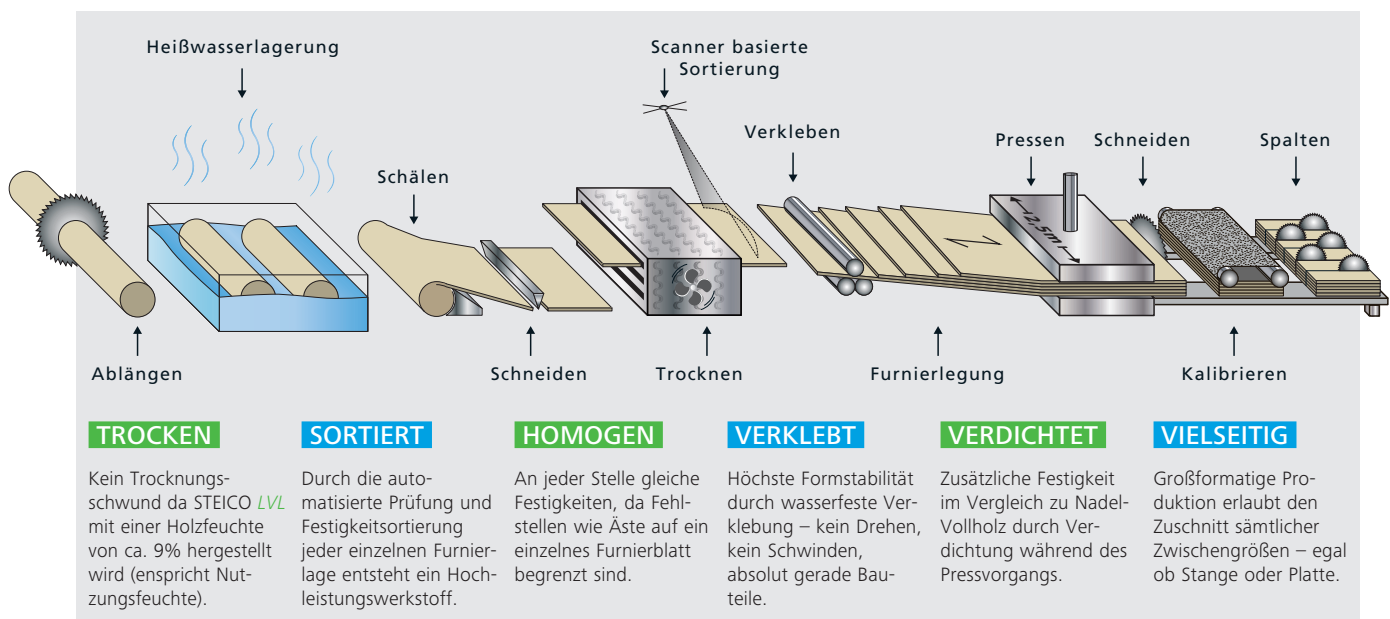 Heißwasserlagerung
Scanner basierte
Sortierung
Verkleben
Pressen
Schneiden
Spalten
Schälen
2,5m
Ablängen
Schneiden
Trocknen
Furnierlegung
Kalibrieren
TROCKEN
Kein Trocknungs-
schwund da STEICO LVL
mit einer Holzfeuchte
von ca. 9% hergestellt
wird (enspricht Nut-
zungsfeuchte).
SORTIERT
Durch die auto-
matisierte Prüfung und
Festigkeitsortierung
jeder einzelnen Furnier-
lage entsteht ein Hoch-
leistungswerkstoff.
HOMOGEN
An jeder Stelle gleiche
Festigkeiten, da Fehl-
stellen wie Äste auf ein
einzelnes Furnierblatt
begrenzt sind.
VERKLEBT
Höchste Formstabilität
durch wasserfeste Ver-
klebung – kein Drehen,
kein Schwinden,
absolut gerade Bau-
teile.
VERDICHTET
Zusätzliche Festigkeit
im Vergleich zu Nadel-
Vollholz durch Ver-
dichtung während des
Pressvorgangs.
VIELSEITIG
Großformatige Pro-
duktion erlaubt den
Zuschnitt sämtlicher
Zwischengrößen – egal
ob Stange oder Platte.